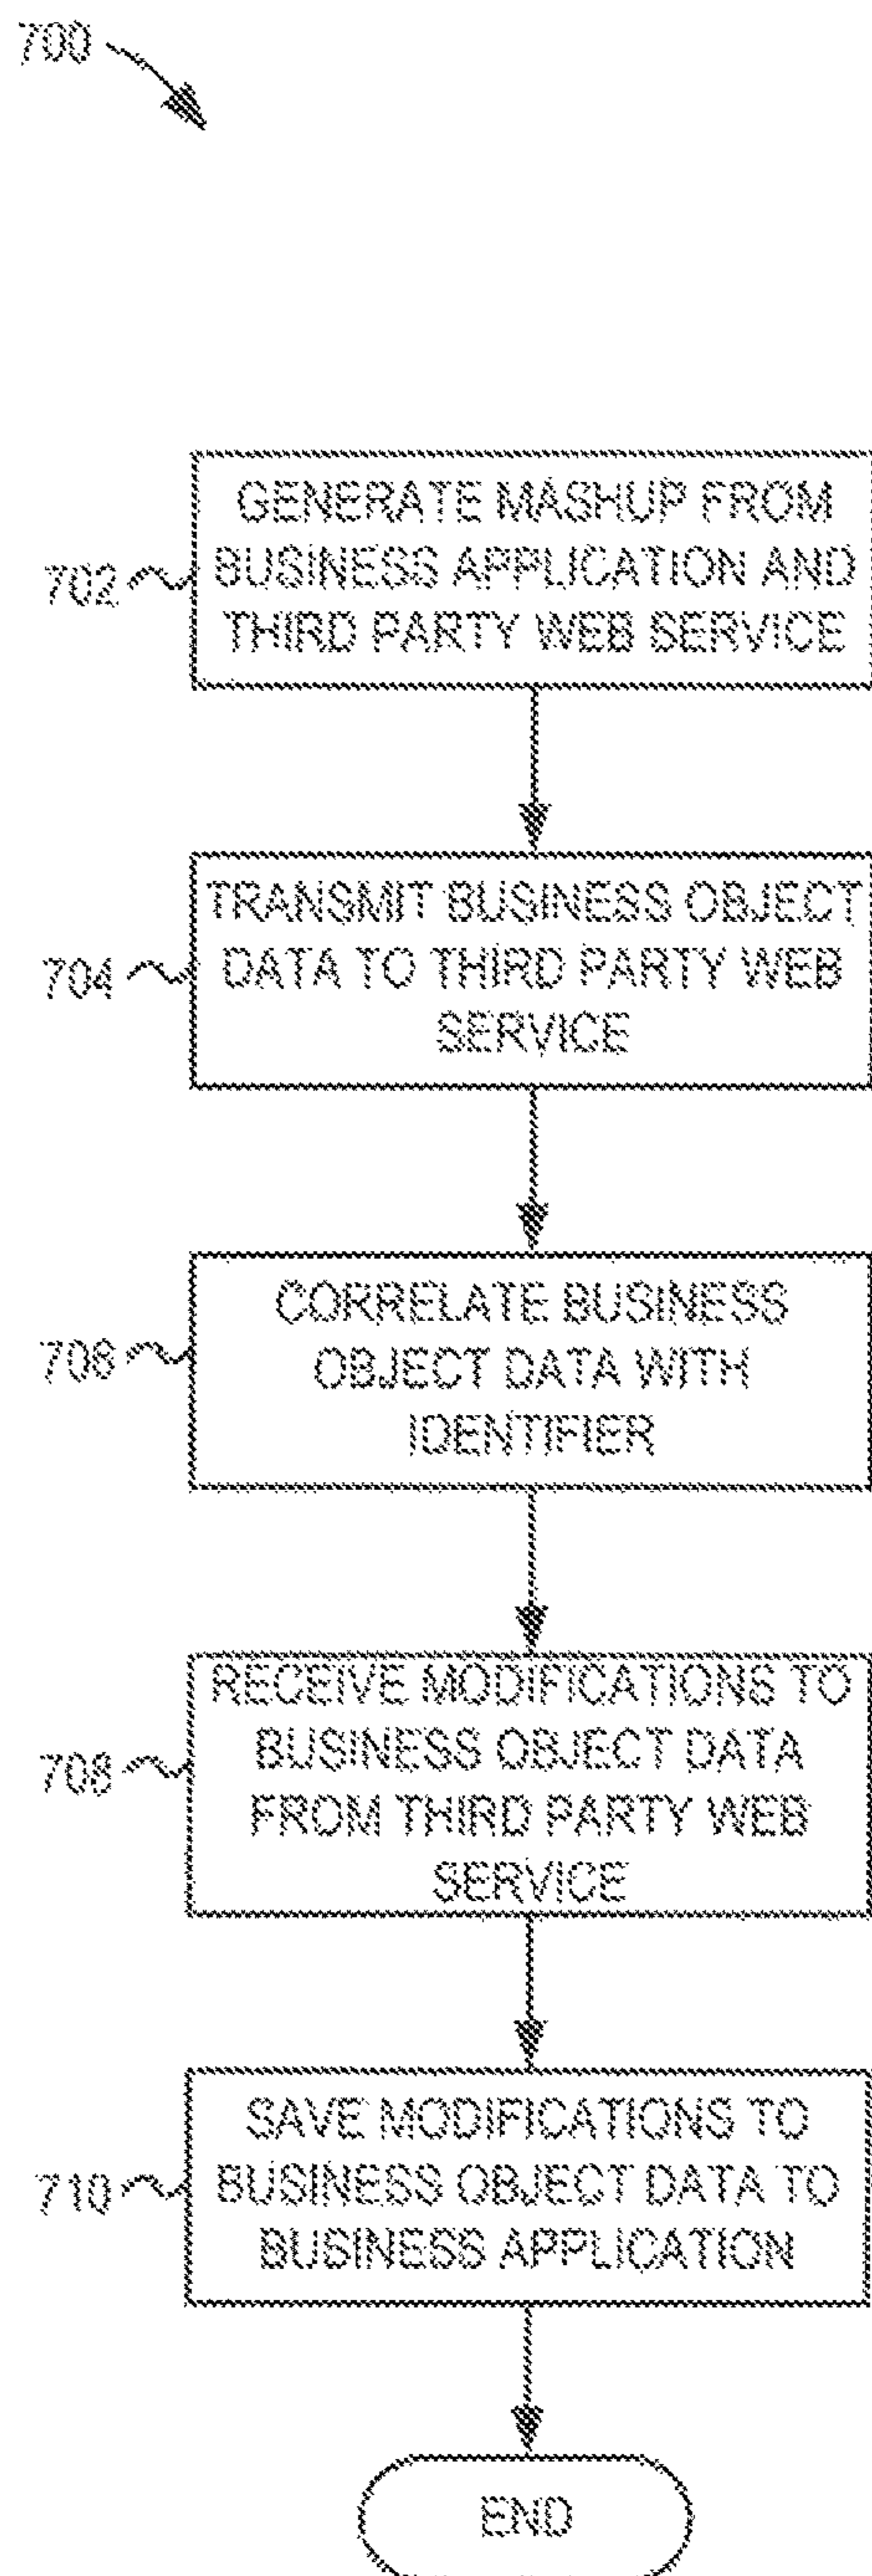 700
GENERATE MASHUP FROM
702
BUSINESS APPLICATION AND
THIRD PARTY WEB SERVICE
TRANSMIT BUSINESS OBJECT
704
DATA TO THIRD PARTY WEB
SERVICE
CORRELATE BUSINESS
706
OBJECT DATA WITH
IDENTIFIER
RECEIVE MODIFICATIONS TO
BUSINESS OBJECT DATA
708
FROM THIRD PARTY WEB
SERVICE
SAVE MODIFICATIONS TO
710
BUSINESS OBJECT DATA TO
BUSINESS APPLICATION
END